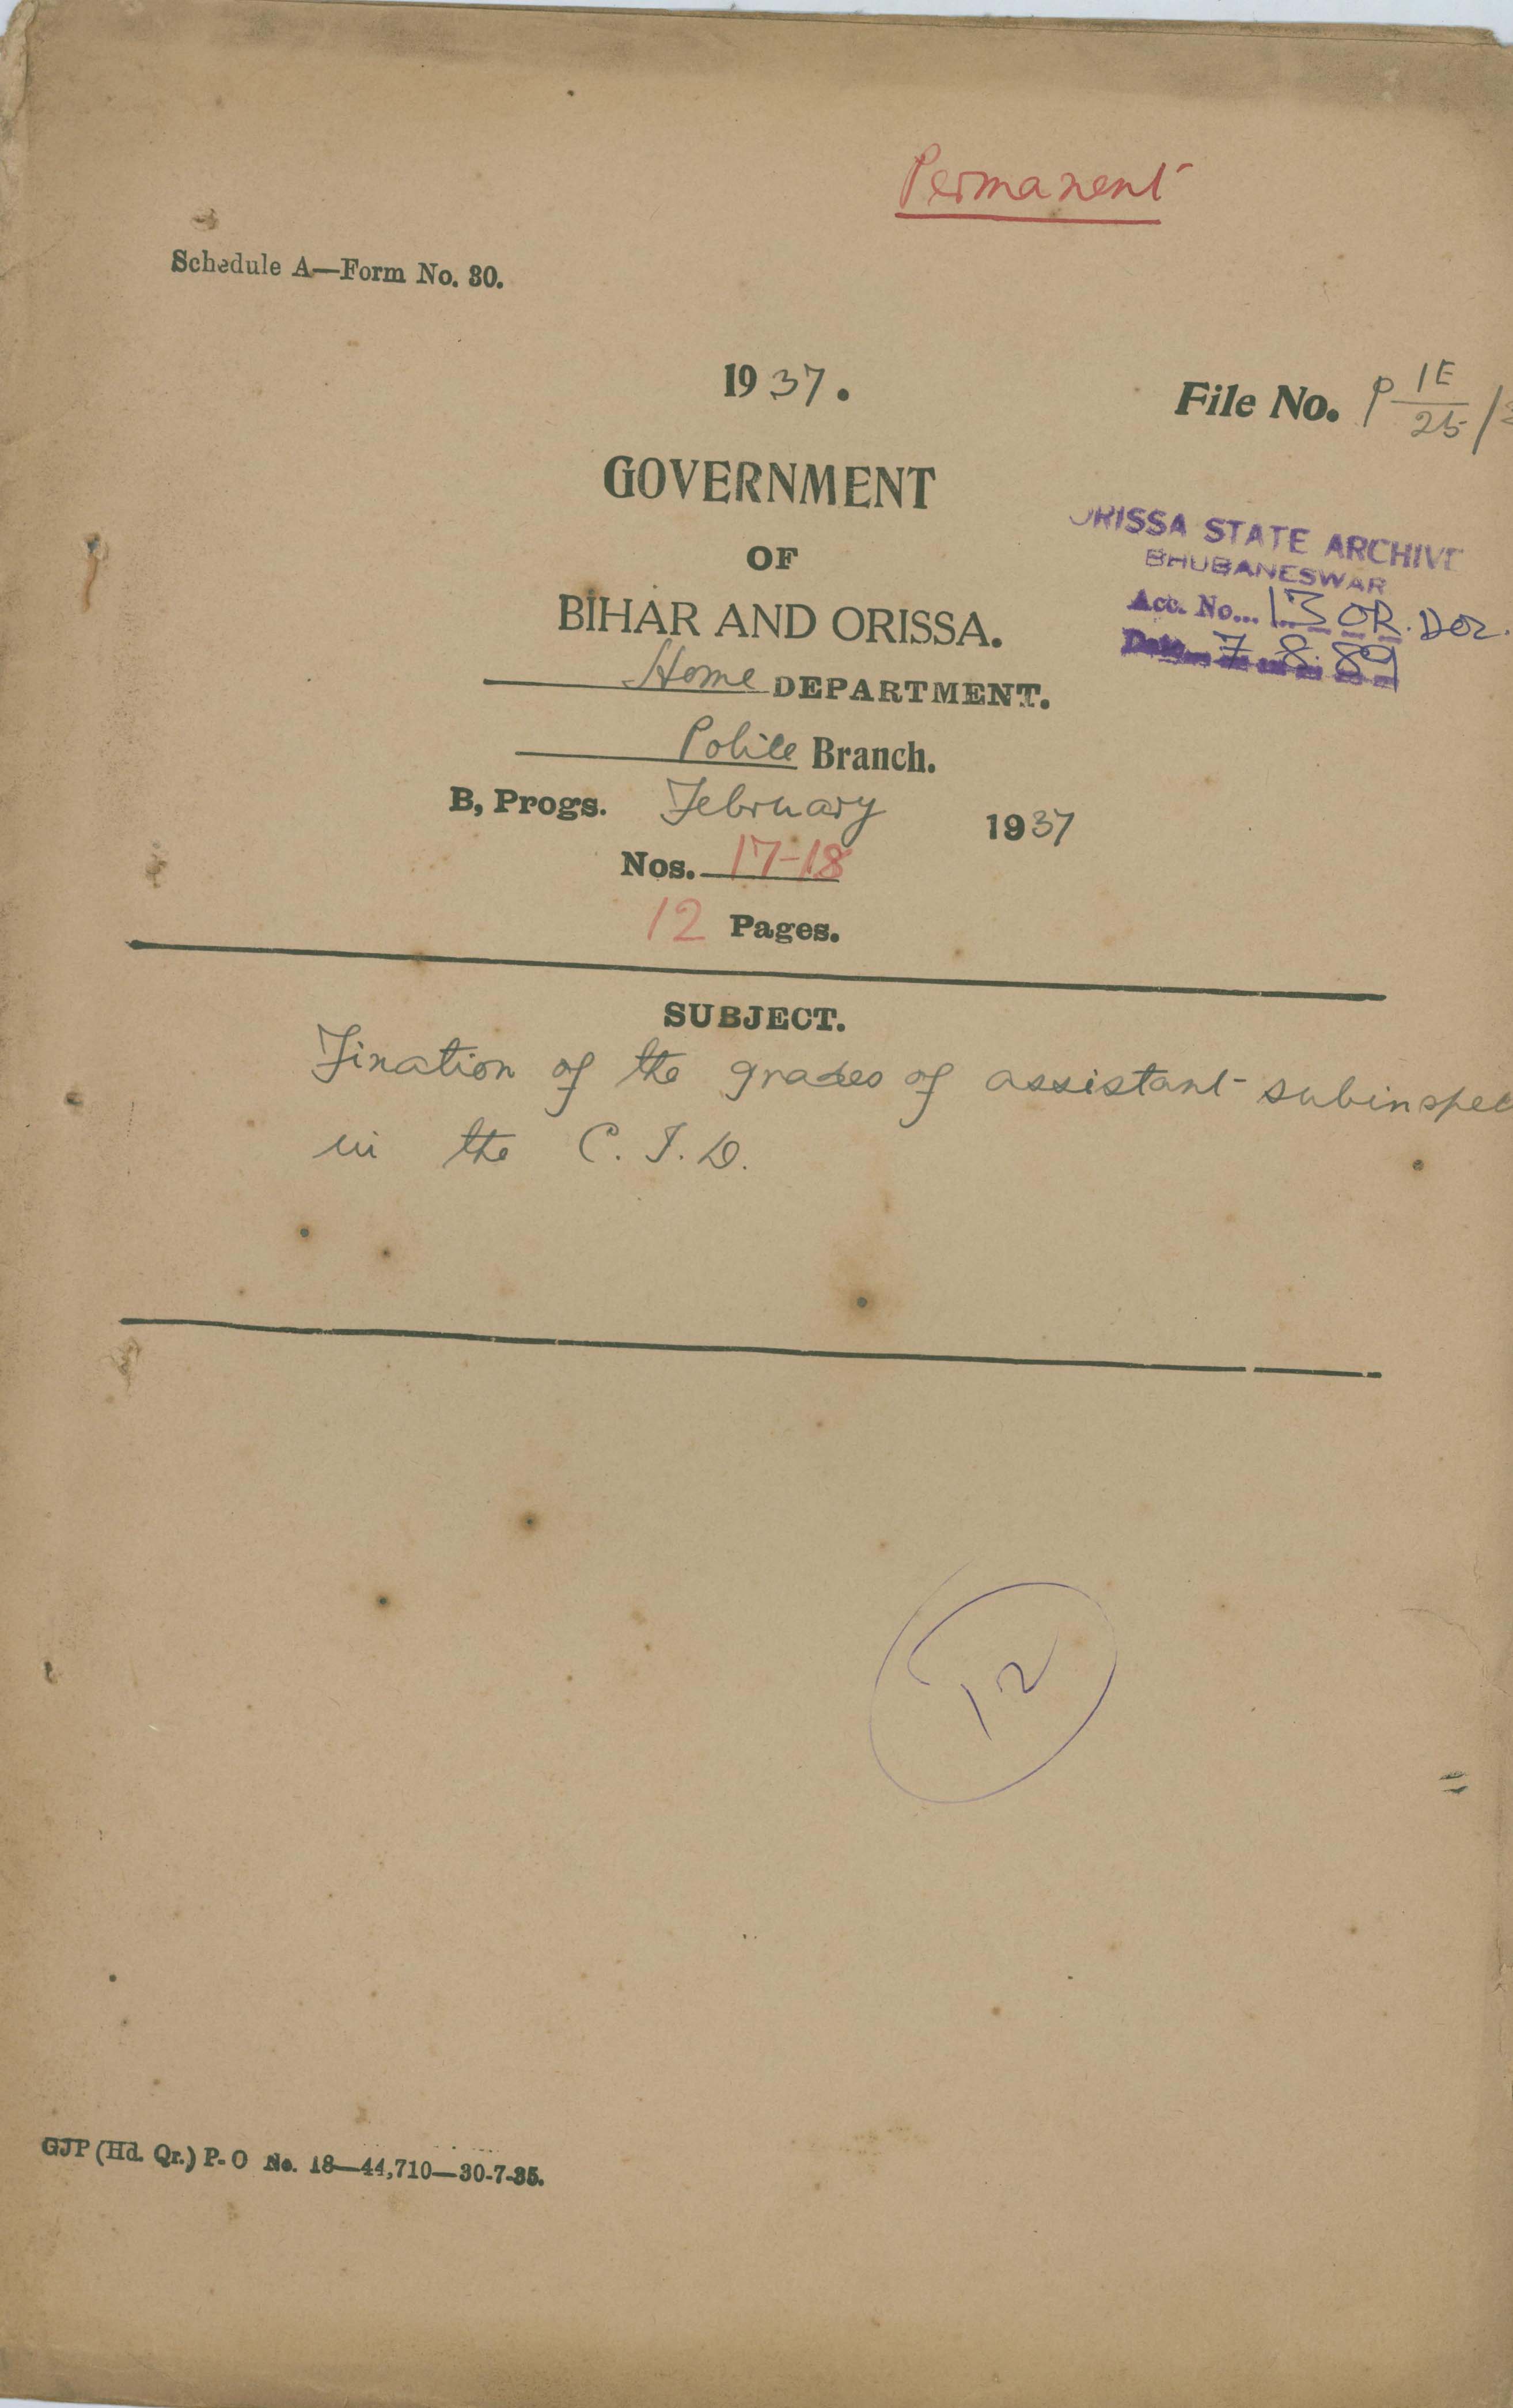 Permanent
Schedule A—Form No. 30.
1937.
File No. P 1E/25/
GOVERNMENT
OF
BIHAR AND ORISSA.
ORISSA STATE ARCHIVE
BHUBANESWAR
Acc. No... 13 OR. Doz.
Date 7.8.89
Home DEPARTMENT.
Police Branch.
B, Progs. February 1937
Nos. 17-18
12 Pages.
SUBJECT.
Fixation of the grades of assistant subinspec
in the C.I.D.
12
GJP (Hd. Qr.) P. O No. 18—44,710—30-7-35.